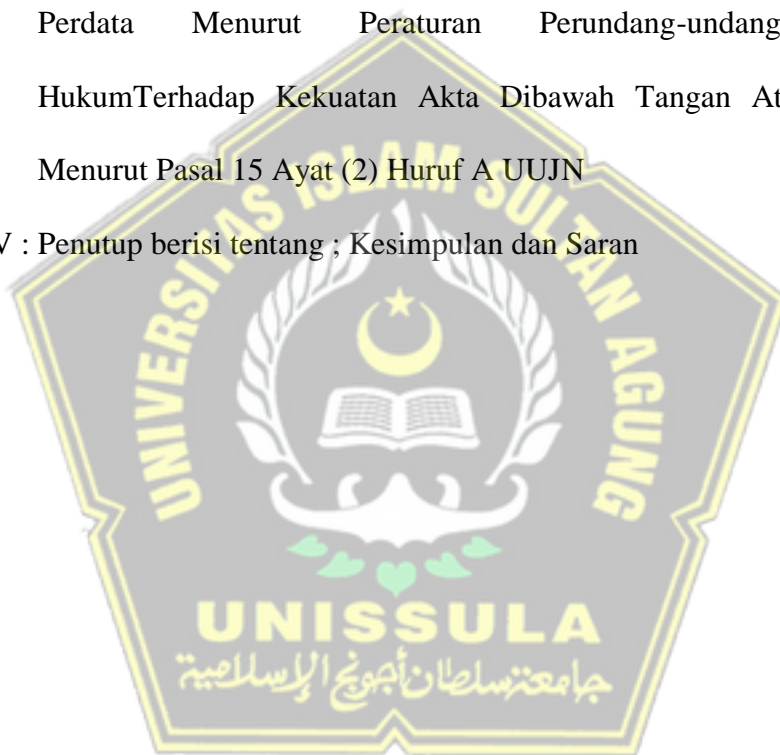 Perdata Menurut Peraturan Perundang-undang
HukumTerhadap Kekuatan Akta Dibawah Tangan At
Menurut Pasal 15 Ayat (2) Huruf A UUJN
V : Penutup berisi tentang ; Kesimpulan dan Saran
UNIVERSITAS ISLAM SULTAN AGUNG
UNISSULA
جامعة سلطان أجونج الإسلامية